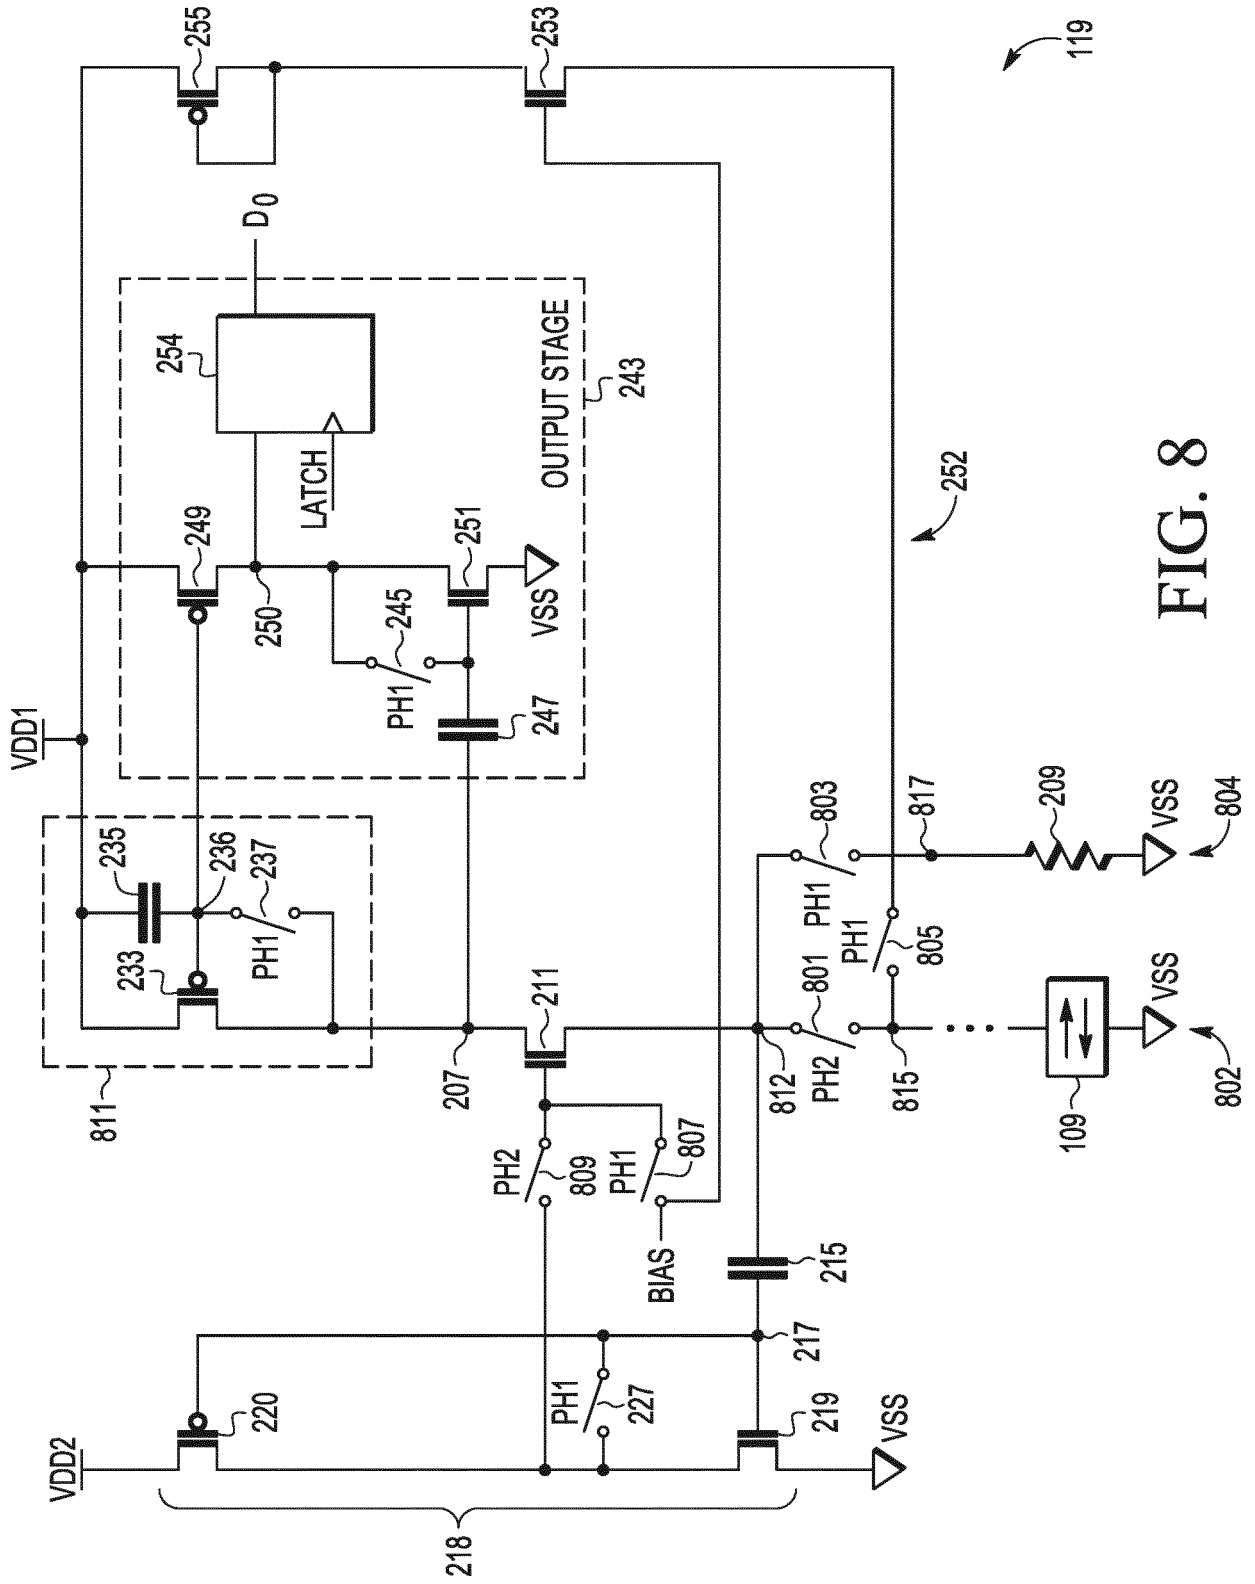 VDD1
VDD2
218
220
PH1
227
219
VSS
217
215
BIAS
PH2
809
PH1
807
811
233
235
236
237
PH1
207
211
812
801
PH2
815
109
VSS
802
803
PH1
PH1
805
817
209
VSS
804
249
250
245
PH1
247
251
VSS
LATCH
254
D0
OUTPUT STAGE
243
255
253
252
119
FIG. 8